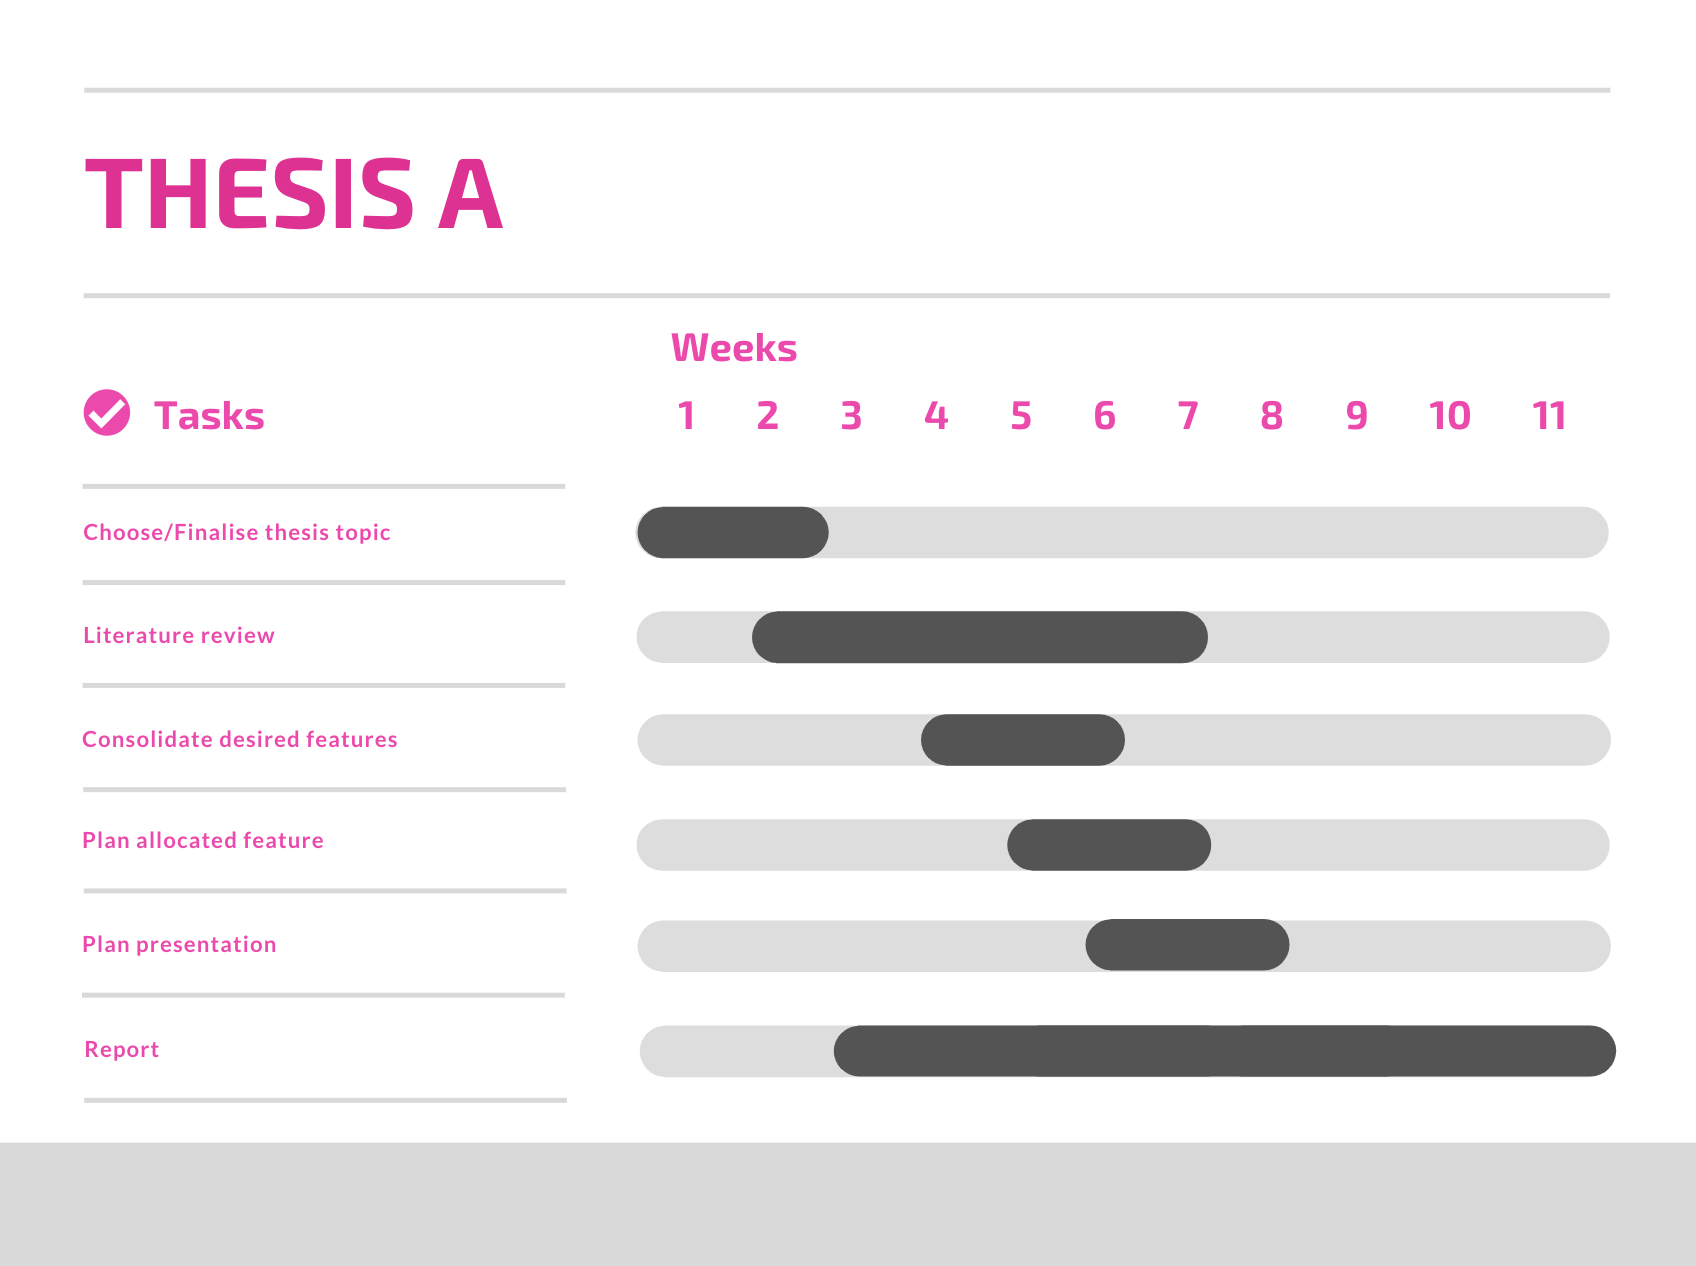 THESIS A
Weeks
Tasks
1 2 3 4 5 6 7 8 9 10 11
Choose/Finalise thesis topic
Literature review
Consolidate desired features
Plan allocated feature
Plan presentation
Report